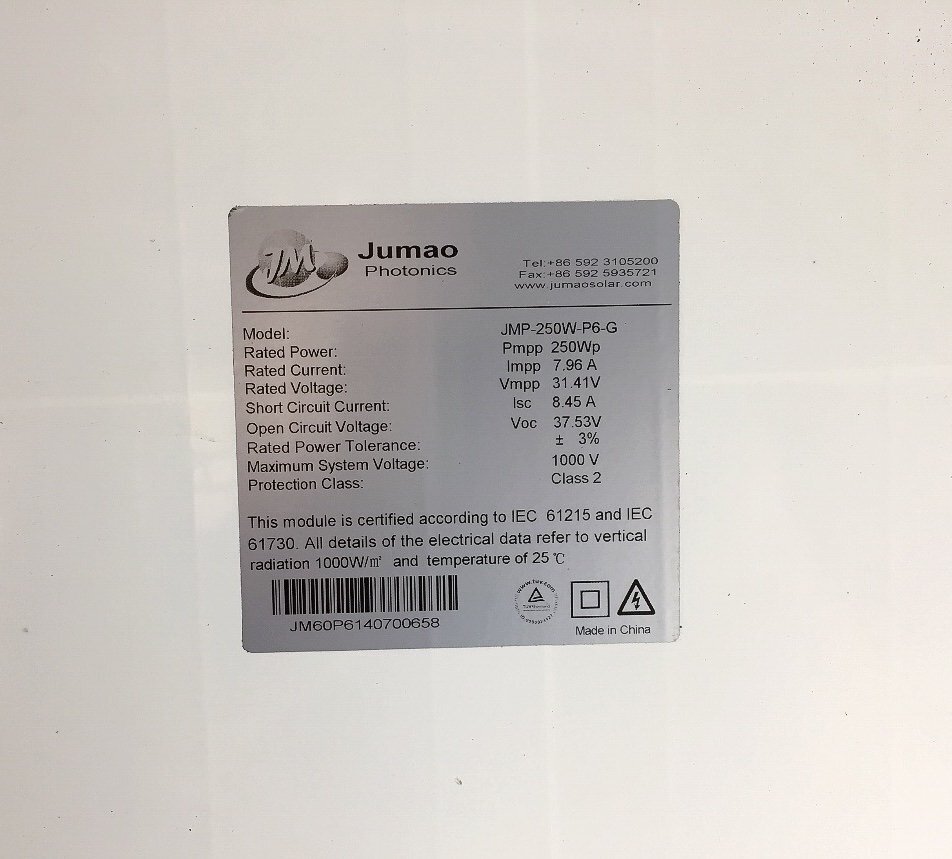 JM
Jumao
Photonics
Tel:+86 592 3105200
Fax:+86 592 5935721
www.jumaosolar.com
Model: JMP-250W-P6-G
Rated Power: Pmpp 250Wp
Rated Current: Impp 7.96 A
Rated Voltage: Vmpp 31.41V
Short Circuit Current: Isc 8.45 A
Open Circuit Voltage: Voc 37.53V
Rated Power Tolerance: ± 3%
Maximum System Voltage: 1000 V
Protection Class: Class 2
This module is certified according to IEC 61215 and IEC
61730. All details of the electrical data refer to vertical
radiation 1000W/㎡ and temperature of 25 ℃
JM60P6140700658
www.tuv.com
Made in China